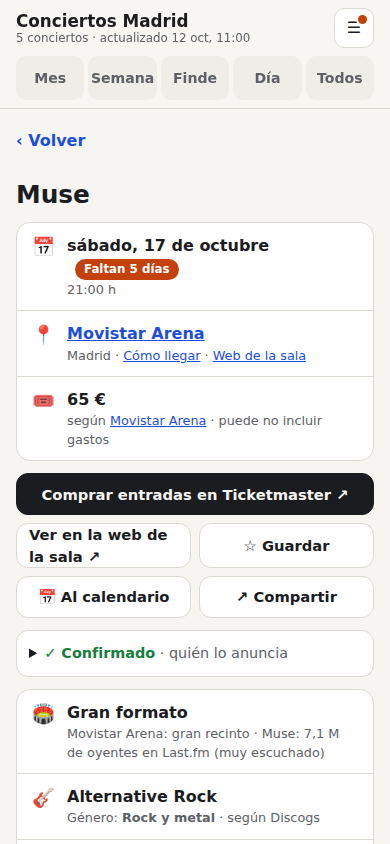 Conciertos Madrid
5 conciertos · actualizado 12 oct, 11:00
☰
Mes Semana Finde Día Todos
‹ Volver
Muse
📅 sábado, 17 de octubre
Faltan 5 días
21:00 h
📍 Movistar Arena
Madrid · Cómo llegar · Web de la sala
🎟️ 65 €
según Movistar Arena · puede no incluir
gastos
Comprar entradas en Ticketmaster ↗
Ver en la web de
la sala ↗
☆ Guardar
📅 Al calendario
↗ Compartir
▶ ✓ Confirmado · quién lo anuncia
🏟️ Gran formato
Movistar Arena: gran recinto · Muse: 7,1 M
de oyentes en Last.fm (muy escuchado)
🎸 Alternative Rock
Género: Rock y metal · según Discogs